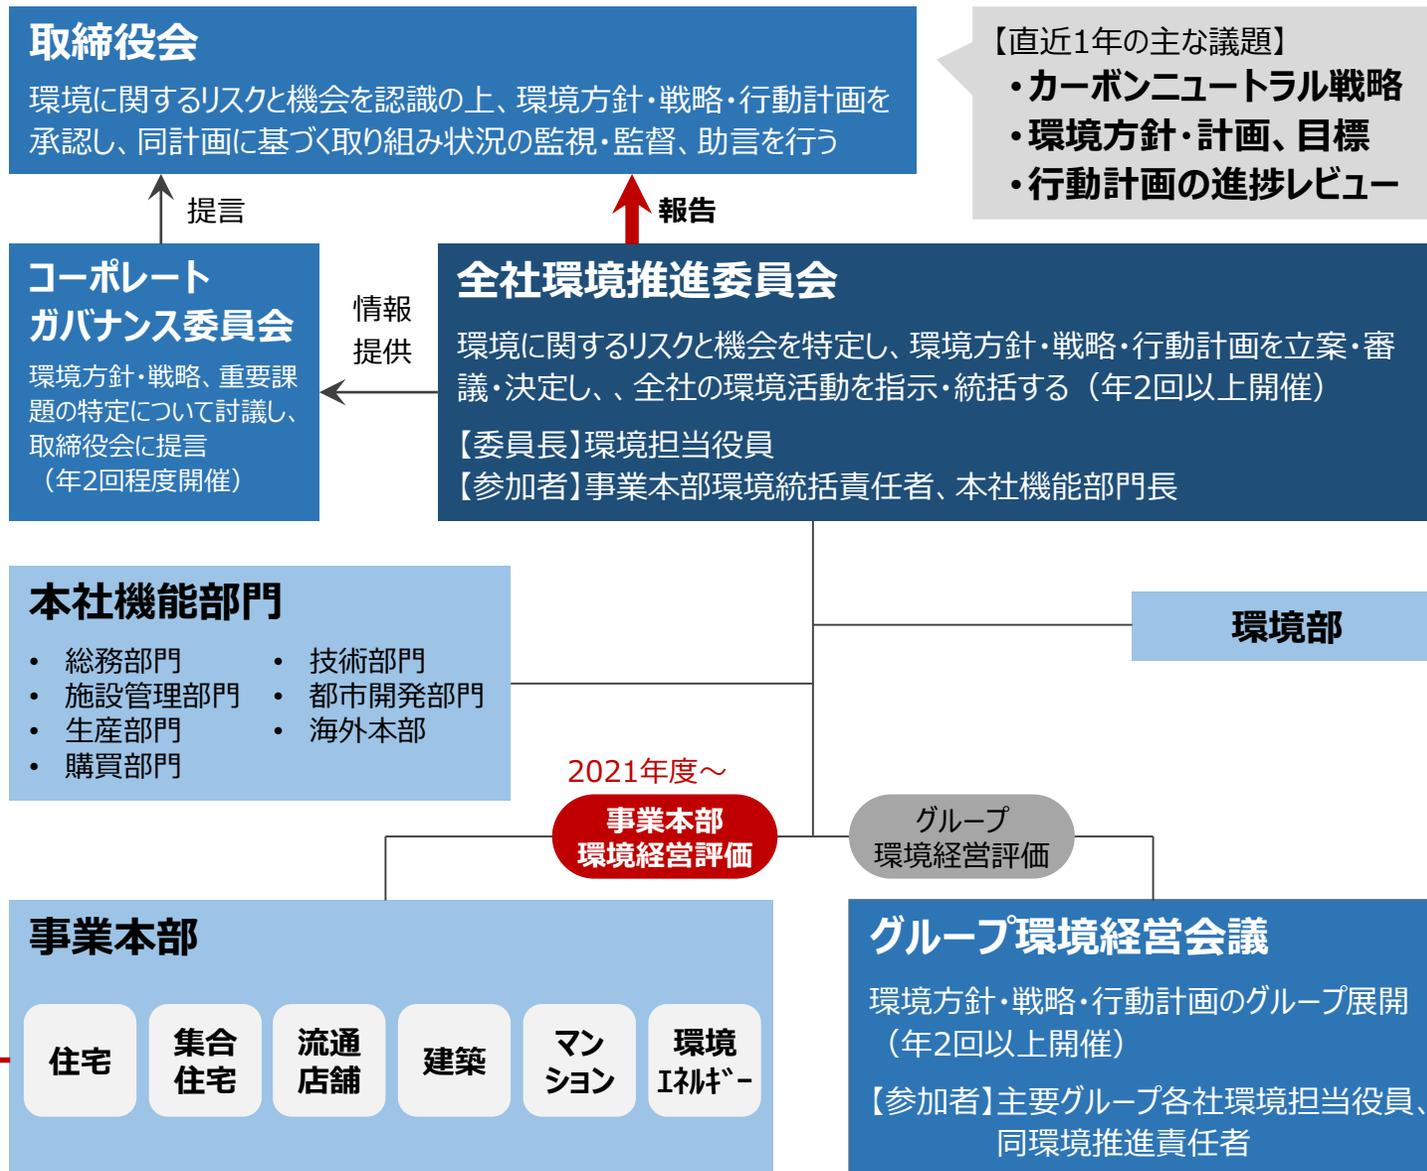 取締役会
環境に関するリスクと機会を認識の上、環境方針・戦略・行動計画を
承認し、同計画に基づく取り組み状況の監視・監督、助言を行う
【直近1年の主な議題】
・カーボンニュートラル戦略
・環境方針・計画、目標
・行動計画の進捗レビュー
提言
報告
コーポレート
ガバナンス委員会
環境方針・戦略、重要課
題の特定について討議し、
取締役会に提言
（年2回程度開催）
情報
提供
全社環境推進委員会
環境に関するリスクと機会を特定し、環境方針・戦略・行動計画を立案・審
議・決定し、、全社の環境活動を指示・統括する（年2回以上開催）
【委員長】環境担当役員
【参加者】事業本部環境統括責任者、本社機能部門長
本社機能部門
• 総務部門
• 施設管理部門
• 生産部門
• 購買部門
• 技術部門
• 都市開発部門
• 海外本部
環境部
2021年度～
事業本部
環境経営評価
グループ
環境経営評価
事業本部
住宅
集合
住宅
流通
店舗
建築
マン
ション
環境
ｴﾈﾙｷﾞｰ
グループ環境経営会議
環境方針・戦略・行動計画のグループ展開
（年2回以上開催）
【参加者】主要グループ各社環境担当役員、
同環境推進責任者